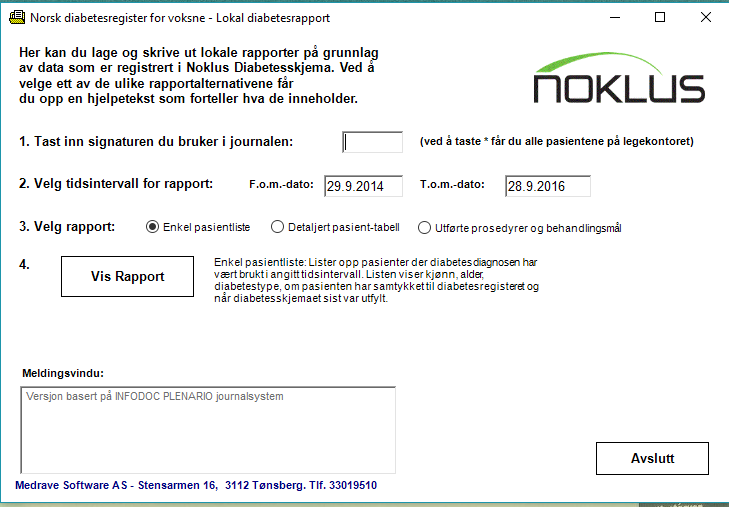 Norsk diabetesregister for voksne - Lokal diabetesrapport
Her kan du lage og skrive ut lokale rapporter på grunnlag
av data som er registrert i Noklus Diabetesskjema. Ved å
velge ett av de ulike rapportalternativene får
du opp en hjelpetekst som forteller hva de inneholder.
NOKLUS
1. Tast inn signaturen du bruker i journalen:
(ved å taste * får du alle pasientene på legekontoret)
2. Velg tidsintervall for rapport:
F.o.m.-dato:
29.9.2014
T.o.m.-dato:
28.9.2016
3. Velg rapport:
Enkel pasientliste
Detaljert pasient-tabell
Utførte prosedyrer og behandlingsmål
4.
Vis Rapport
Enkel pasientliste: Lister opp pasienter der diabetesdiagnosen har
vært brukt i angitt tidsintervall. Listen viser kjønn, alder,
diabetestype, om pasienten har samtykket til diabetesregisteret og
når diabetesskjemaet sist var utfylt.
Meldingsvindu:
Versjon basert på INFODOC PLENARIO journalsystem
Avslutt
Medrave Software AS - Stensarmen 16, 3112 Tønsberg. Tlf. 33019510